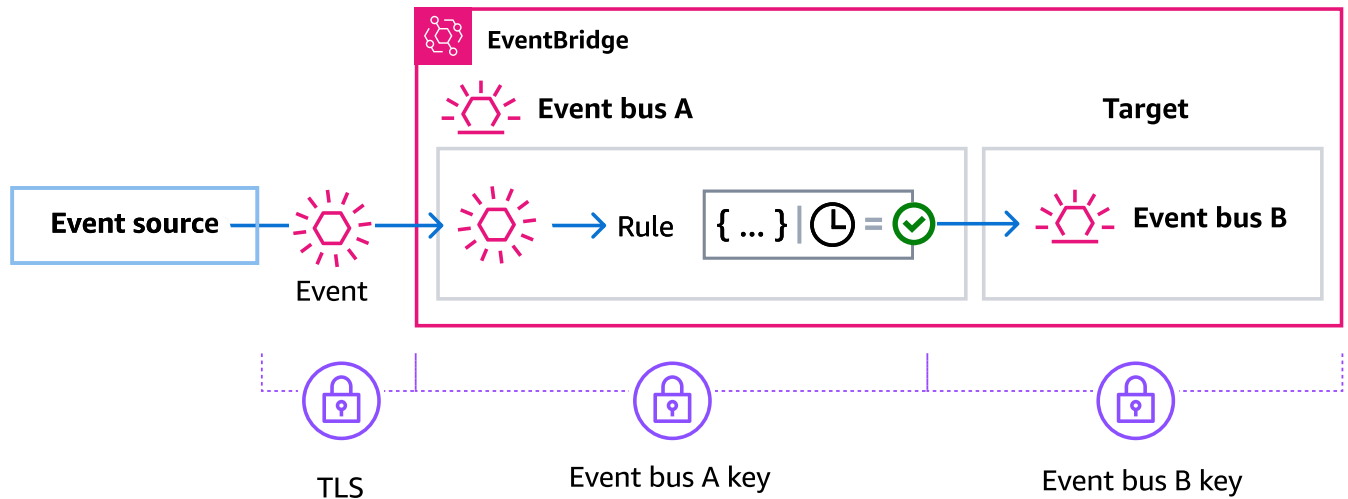 EventBridge
Event bus A
Target
Event source
Event
Rule
{ ... } | =
Event bus B
TLS
Event bus A key
Event bus B key